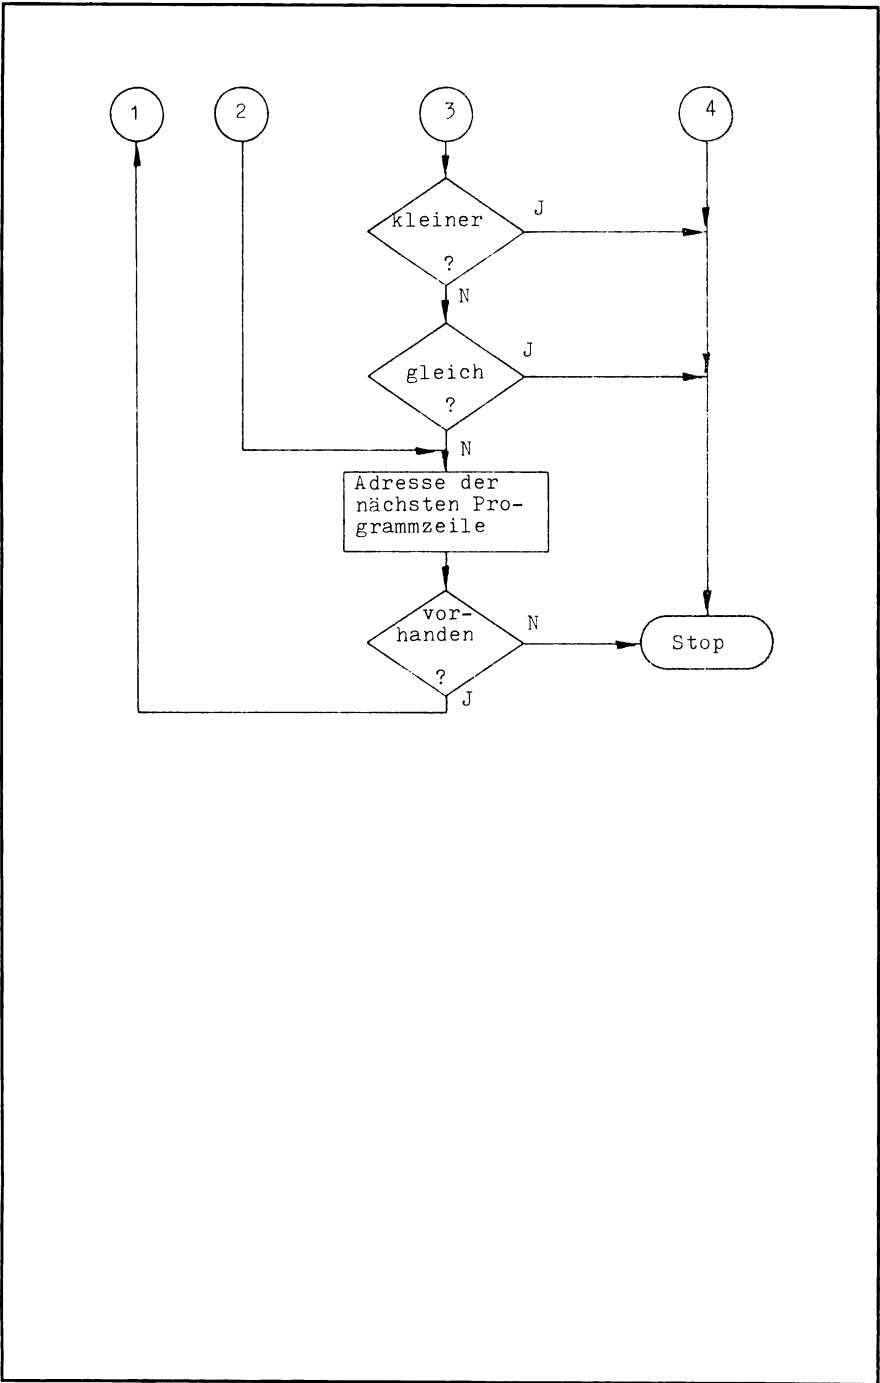 1
2
3
4
kleiner
?
J
N
gleich
?
J
N
Adresse der
nächsten Pro-
grammzeile
vor-
handen
?
N
J
Stop